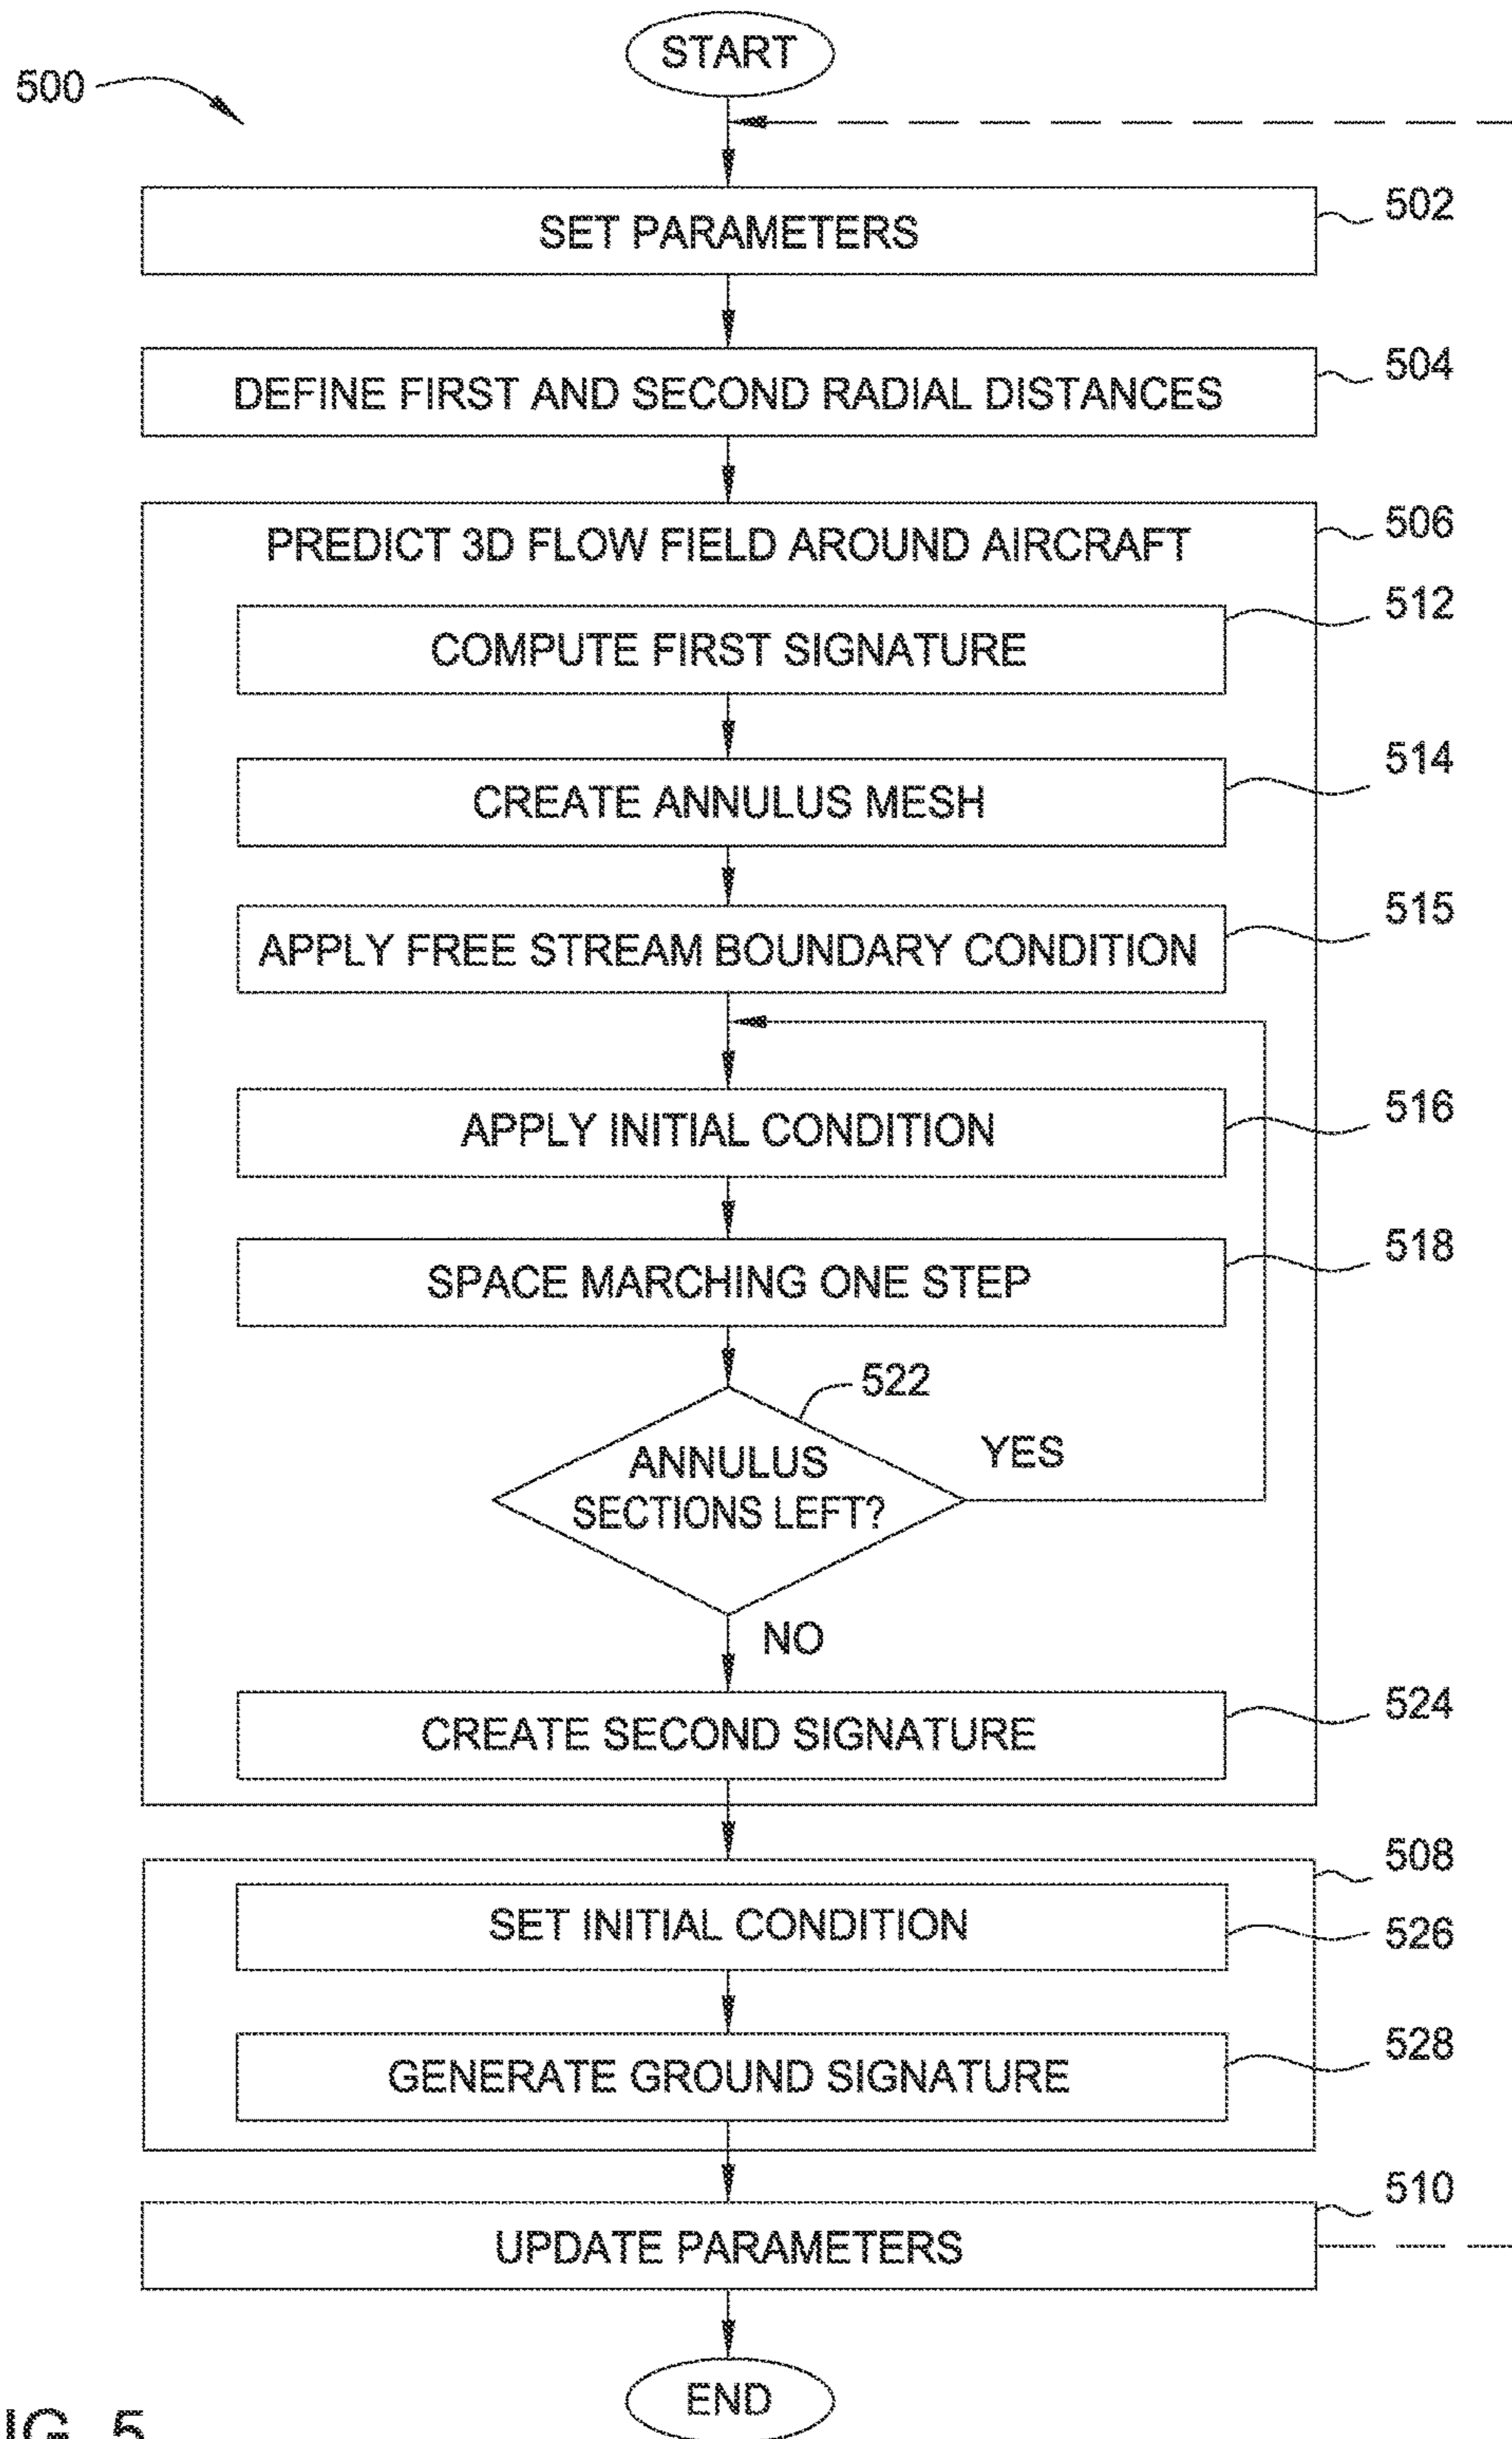 START
500
SET PARAMETERS
502
DEFINE FIRST AND SECOND RADIAL DISTANCES
504
PREDICT 3D FLOW FIELD AROUND AIRCRAFT
506
COMPUTE FIRST SIGNATURE
512
CREATE ANNULUS MESH
514
APPLY FREE STREAM BOUNDARY CONDITION
515
APPLY INITIAL CONDITION
516
SPACE MARCHING ONE STEP
518
522
ANNULUS
SECTIONS LEFT?
YES
NO
CREATE SECOND SIGNATURE
524
508
SET INITIAL CONDITION
526
GENERATE GROUND SIGNATURE
528
UPDATE PARAMETERS
510
END
IG. 5